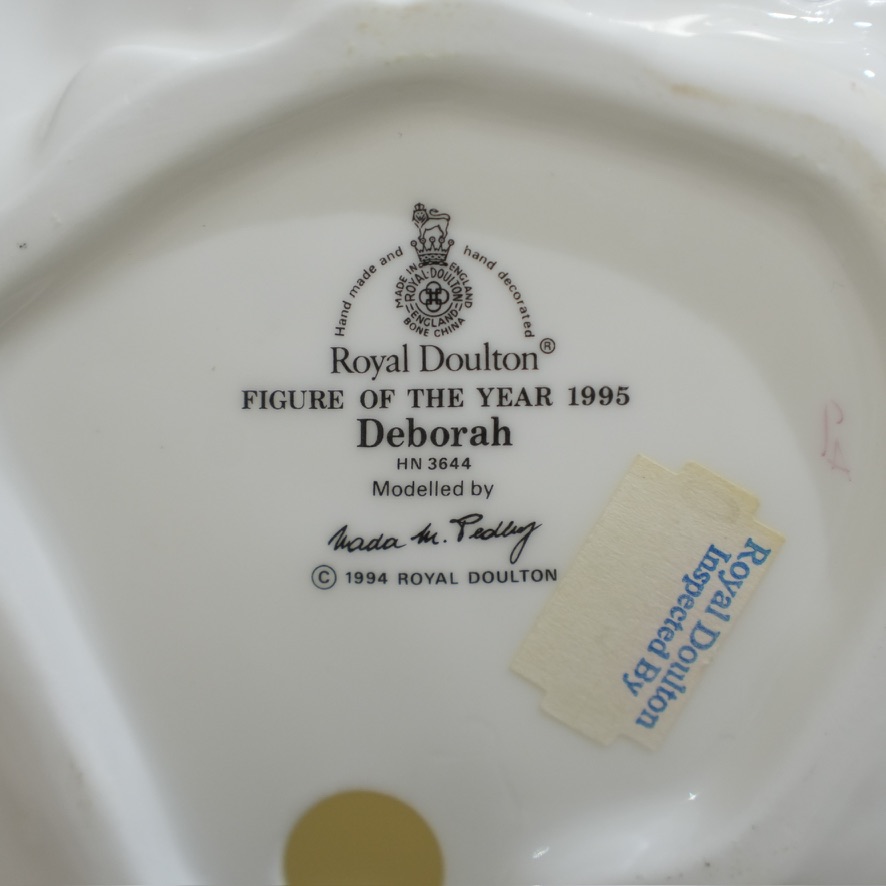 Hand made and hand decorated
MADE IN ENGLAND
ROYAL·DOULTON
ENGLAND
BONE CHINA
Royal Doulton®
FIGURE OF THE YEAR 1995
Deborah
HN 3644
Modelled by
Nada M. Pedley
© 1994 ROYAL DOULTON
Royal Doulton
Inspected By